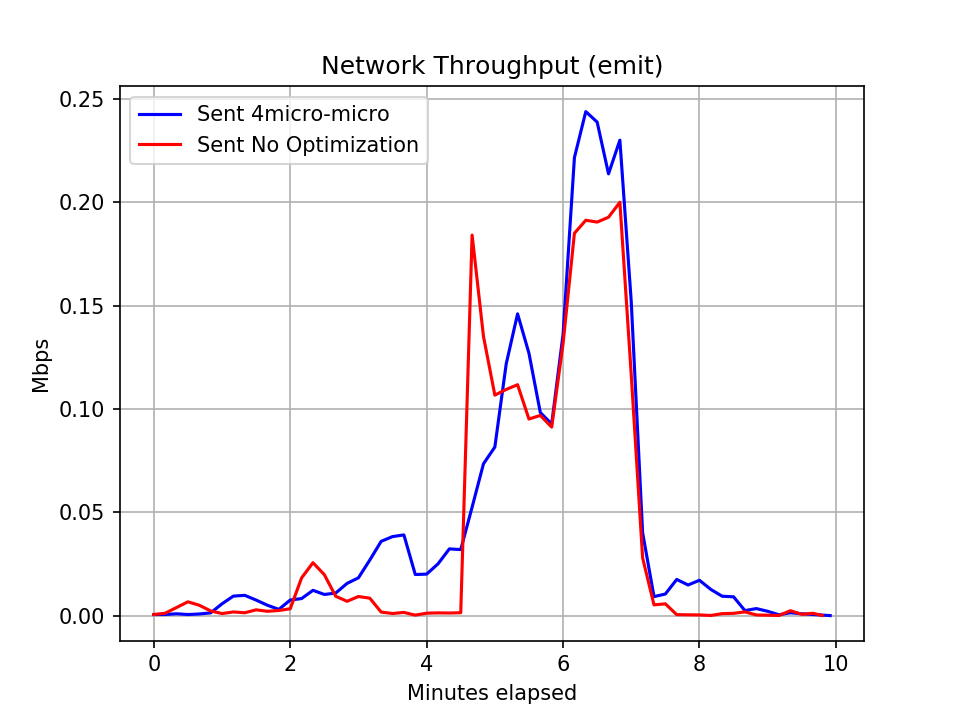 Network Throughput (emit)
Sent 4micro-micro
Sent No Optimization
Mbps
0.25
0.20
0.15
0.10
0.05
0.00
0 2 4 6 8 10
Minutes elapsed